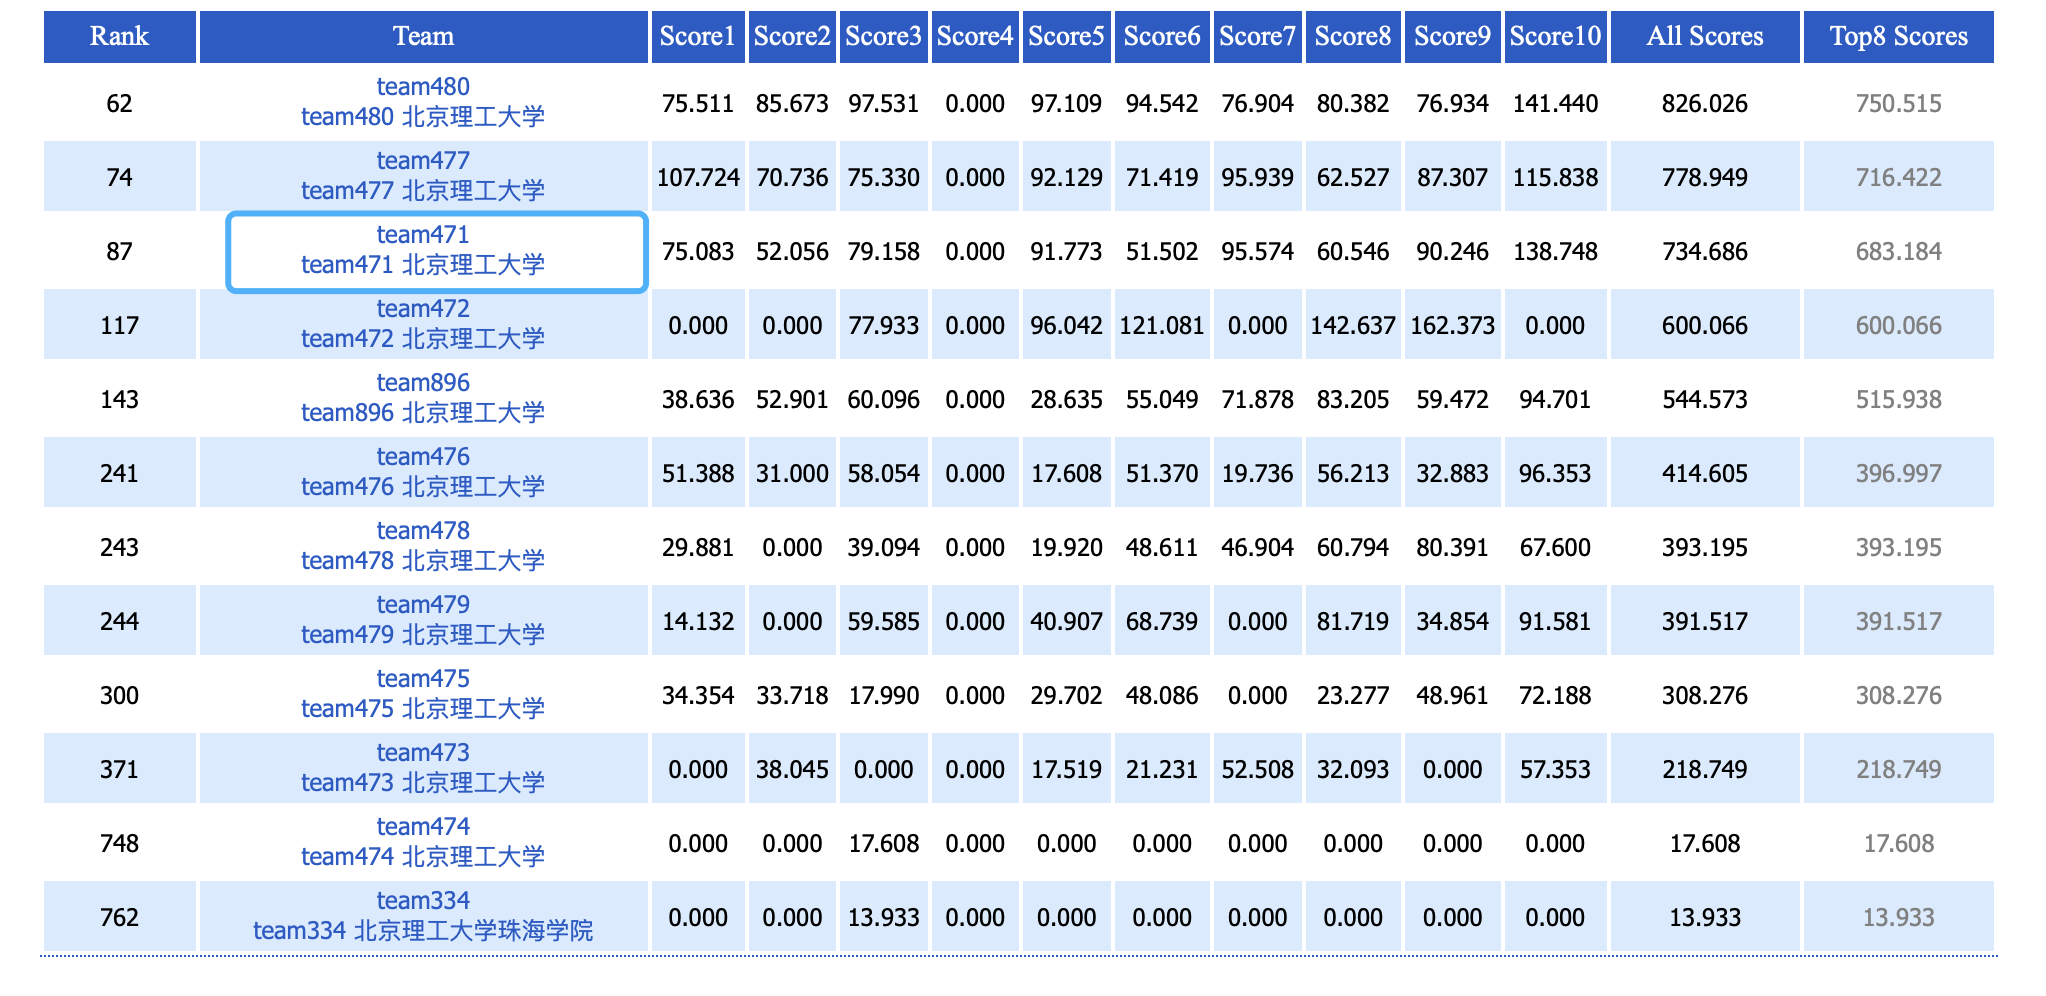 Rank Team Score1 Score2 Score3 Score4 Score5 Score6 Score7 Score8 Score9 Score10 All Scores Top8 Scores
team480
62 team480 北京理工大学 75.511 85.673 97.531 0.000 97.109 94.542 76.904 80.382 76.934 141.440 826.026 750.515
team477
74 team477 北京理工大学 107.724 70.736 75.330 0.000 92.129 71.419 95.939 62.527 87.307 115.838 778.949 716.422
team471
87 team471 北京理工大学 75.083 52.056 79.158 0.000 91.773 51.502 95.574 60.546 90.246 138.748 734.686 683.184
team472
117 team472 北京理工大学 0.000 0.000 77.933 0.000 96.042 121.081 0.000 142.637 162.373 0.000 600.066 600.066
team896
143 team896 北京理工大学 38.636 52.901 60.096 0.000 28.635 55.049 71.878 83.205 59.472 94.701 544.573 515.938
team476
241 team476 北京理工大学 51.388 31.000 58.054 0.000 17.608 51.370 19.736 56.213 32.883 96.353 414.605 396.997
team478
243 team478 北京理工大学 29.881 0.000 39.094 0.000 19.920 48.611 46.904 60.794 80.391 67.600 393.195 393.195
team479
244 team479 北京理工大学 14.132 0.000 59.585 0.000 40.907 68.739 0.000 81.719 34.854 91.581 391.517 391.517
team475
300 team475 北京理工大学 34.354 33.718 17.990 0.000 29.702 48.086 0.000 23.277 48.961 72.188 308.276 308.276
team473
371 team473 北京理工大学 0.000 38.045 0.000 0.000 17.519 21.231 52.508 32.093 0.000 57.353 218.749 218.749
team474
748 team474 北京理工大学 0.000 0.000 17.608 0.000 0.000 0.000 0.000 0.000 0.000 0.000 17.608 17.608
team334
762 team334 北京理工大学珠海学院 0.000 0.000 13.933 0.000 0.000 0.000 0.000 0.000 0.000 0.000 13.933 13.933